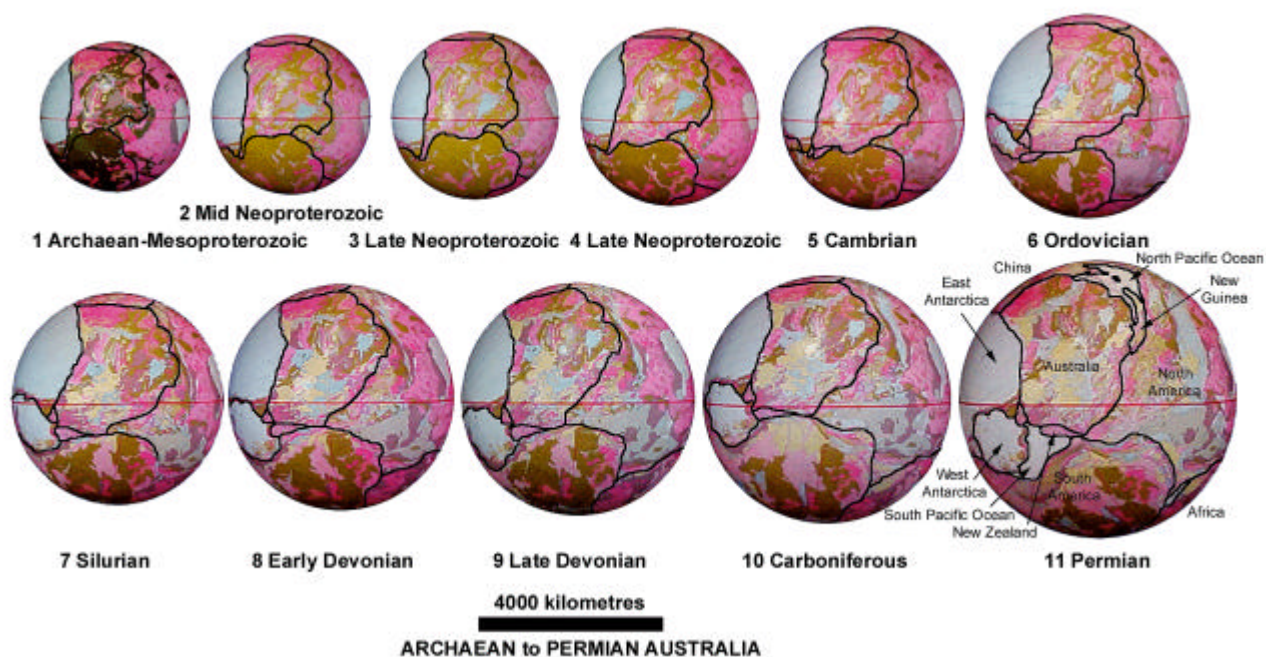 2 Mid Neoproterozoic
1 Archaean-Mesoproterozoic
3 Late Neoproterozoic
4 Late Neoproterozoic
5 Cambrian
6 Ordovician
North Pacific Ocean
China
New
Guinea
East
Antarctica
Australia
North
America
West
Antarctica
South
America
South Pacific Ocean
New Zealand
Africa
7 Silurian
8 Early Devonian
9 Late Devonian
10 Carboniferous
11 Permian
4000 kilometres
ARCHAEAN to PERMIAN AUSTRALIA